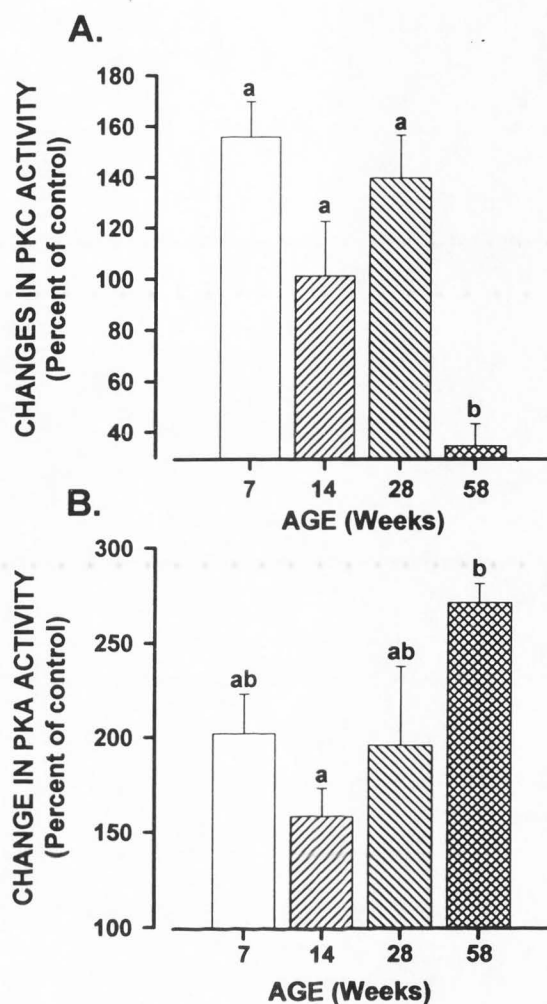 A.
CHANGES IN PKC ACTIVITY
(Percent of control)
180
160
140
120
100
80
60
40
a
a
a
b
7 14 28 58
AGE (Weeks)
B.
CHANGE IN PKA ACTIVITY
(Percent of control)
300
250
200
150
100
ab
a
ab
b
7 14 28 58
AGE (Weeks)